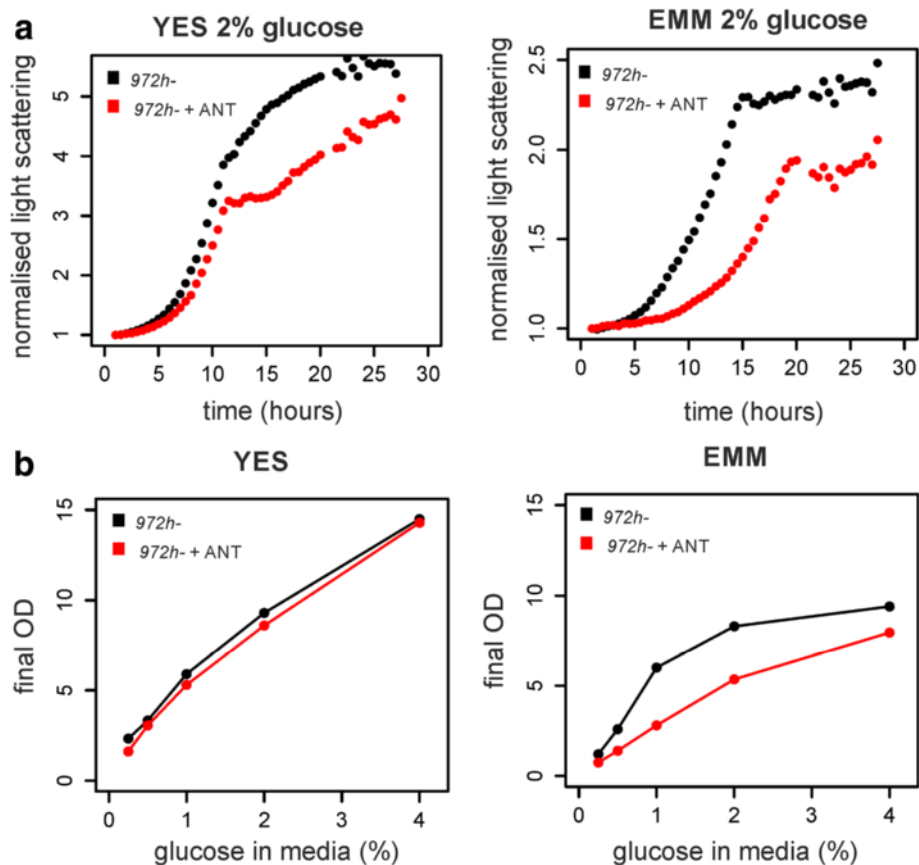 a
YES 2% glucose
normalised light scattering
5
4
3
2
1
972h-
972h- + ANT
0 5 10 15 20 25 30
time (hours)
EMM 2% glucose
normalised light scattering
2.5
2.0
1.5
1.0
972h-
972h- + ANT
0 5 10 15 20 25 30
time (hours)
b
YES
final OD
15
10
5
0
972h-
972h- + ANT
0 1 2 3 4
glucose in media (%)
EMM
final OD
15
10
5
0
972h-
972h- + ANT
0 1 2 3 4
glucose in media (%)